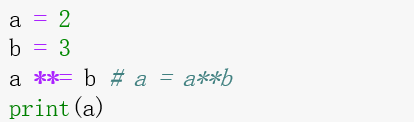 a = 2
b = 3
a **= b # a = a**b
print(a)